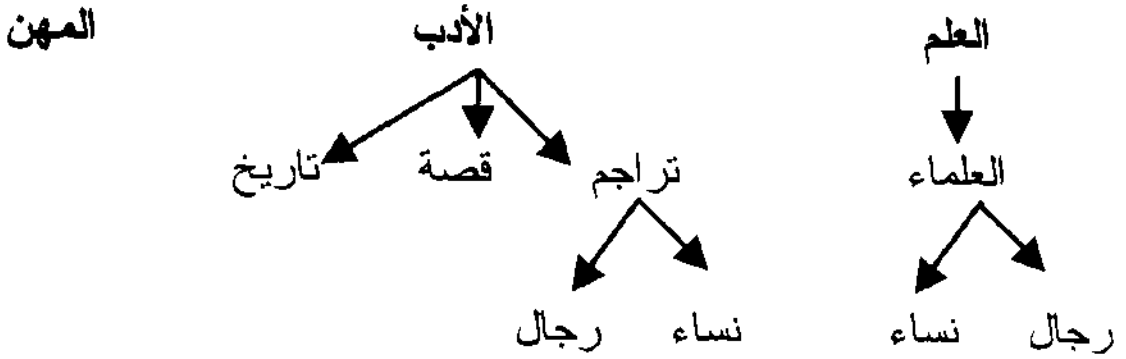 العلم الأدب المهن
العلماء تراجم قصة تاريخ
رجال نساء نساء رجال